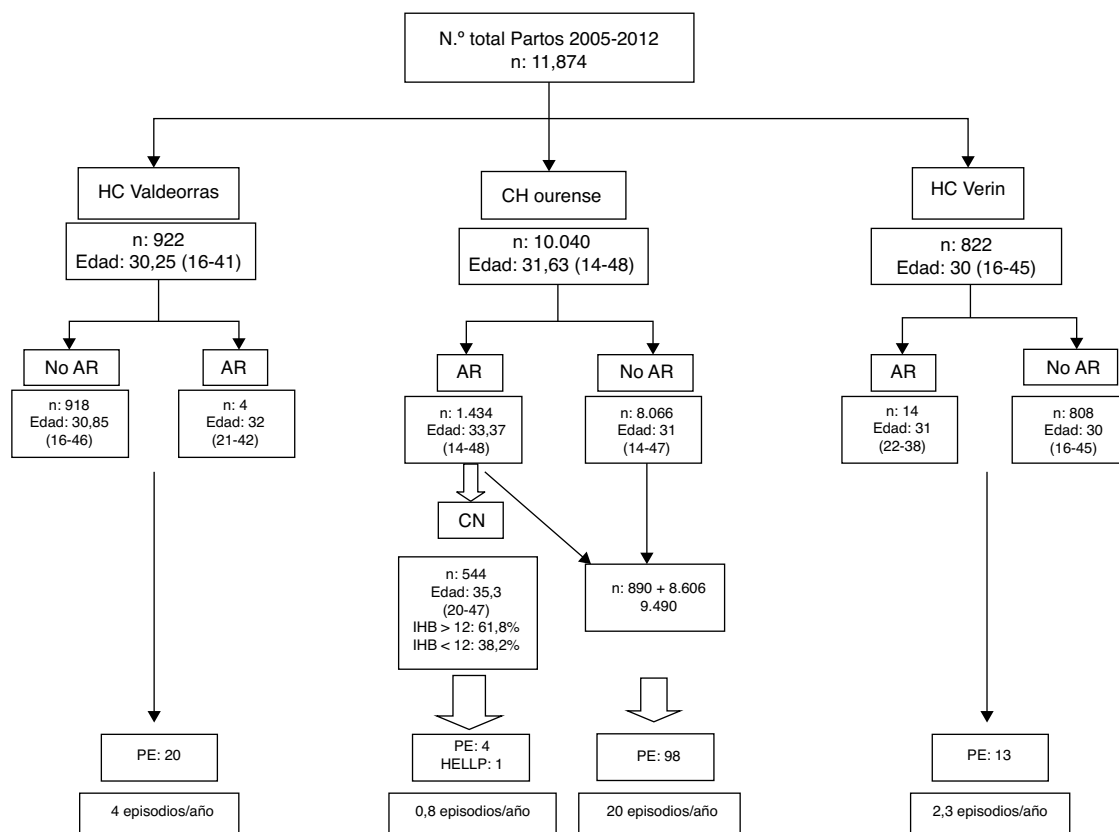 N.º total Partos 2005-2012
n: 11,874
HC Valdeorras
CH ourense
HC Verin
n: 922
Edad: 30,25 (16-41)
n: 10.040
Edad: 31,63 (14-48)
n: 822
Edad: 30 (16-45)
No AR
AR
AR
No AR
AR
No AR
n: 918
Edad: 30,85
(16-46)
n: 4
Edad: 32
(21-42)
n: 1.434
Edad: 33,37
(14-48)
n: 8.066
Edad: 31
(14-47)
n: 14
Edad: 31
(22-38)
n: 808
Edad: 30
(16-45)
CN
n: 544
Edad: 35,3
(20-47)
IHB > 12: 61,8%
IHB < 12: 38,2%
n: 890 + 8.606
9.490
PE: 20
PE: 4
HELLP: 1
PE: 98
PE: 13
4 episodios/año
0,8 episodios/año
20 episodios/año
2,3 episodios/año